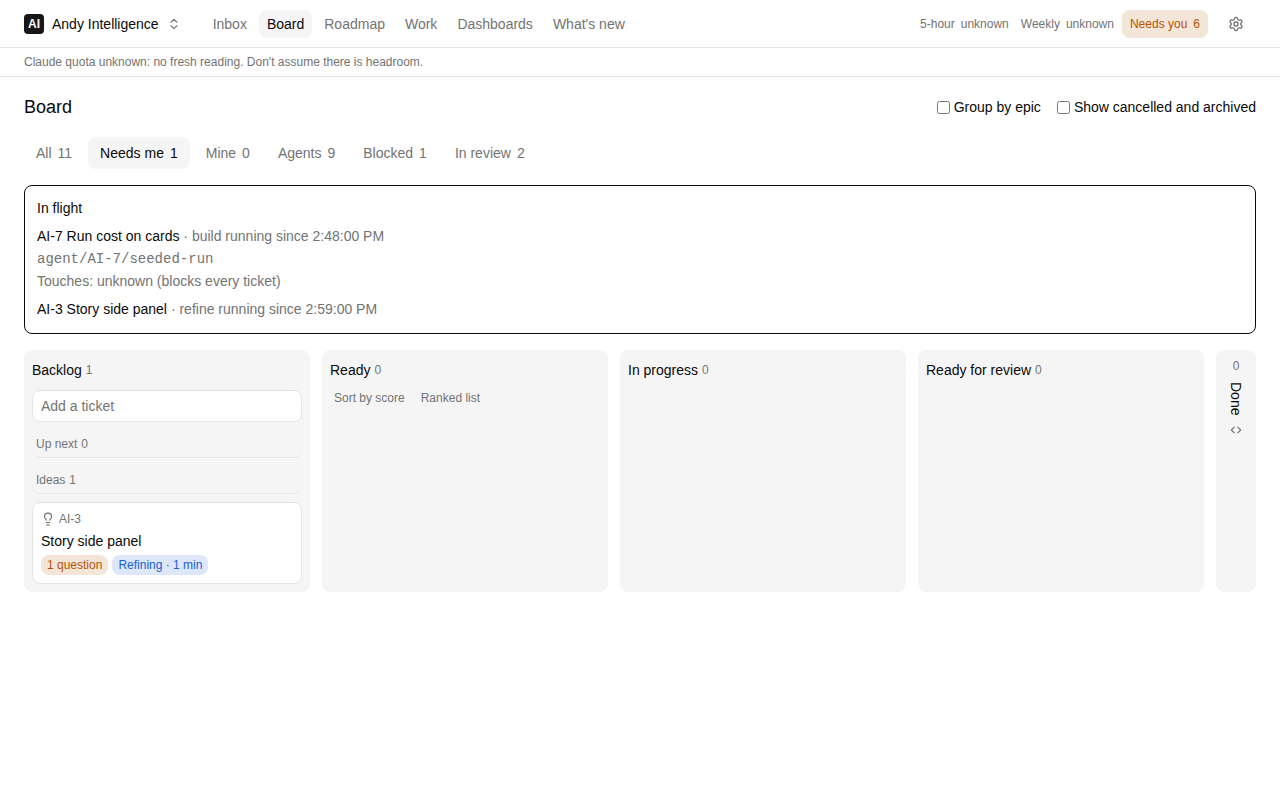 AI Andy Intelligence Inbox Board Roadmap Work Dashboards What's new 5-hour unknown Weekly unknown Needs you 6
Claude quota unknown: no fresh reading. Don't assume there is headroom.
Board Group by epic Show cancelled and archived
All 11 Needs me 1 Mine 0 Agents 9 Blocked 1 In review 2
In flight
AI-7 Run cost on cards · build running since 2:48:00 PM
agent/AI-7/seeded-run
Touches: unknown (blocks every ticket)
AI-3 Story side panel · refine running since 2:59:00 PM
Backlog 1
Add a ticket
Up next 0
Ideas 1
AI-3
Story side panel
1 question Refining · 1 min
Ready 0
Sort by score Ranked list
In progress 0
Ready for review 0
0
Done